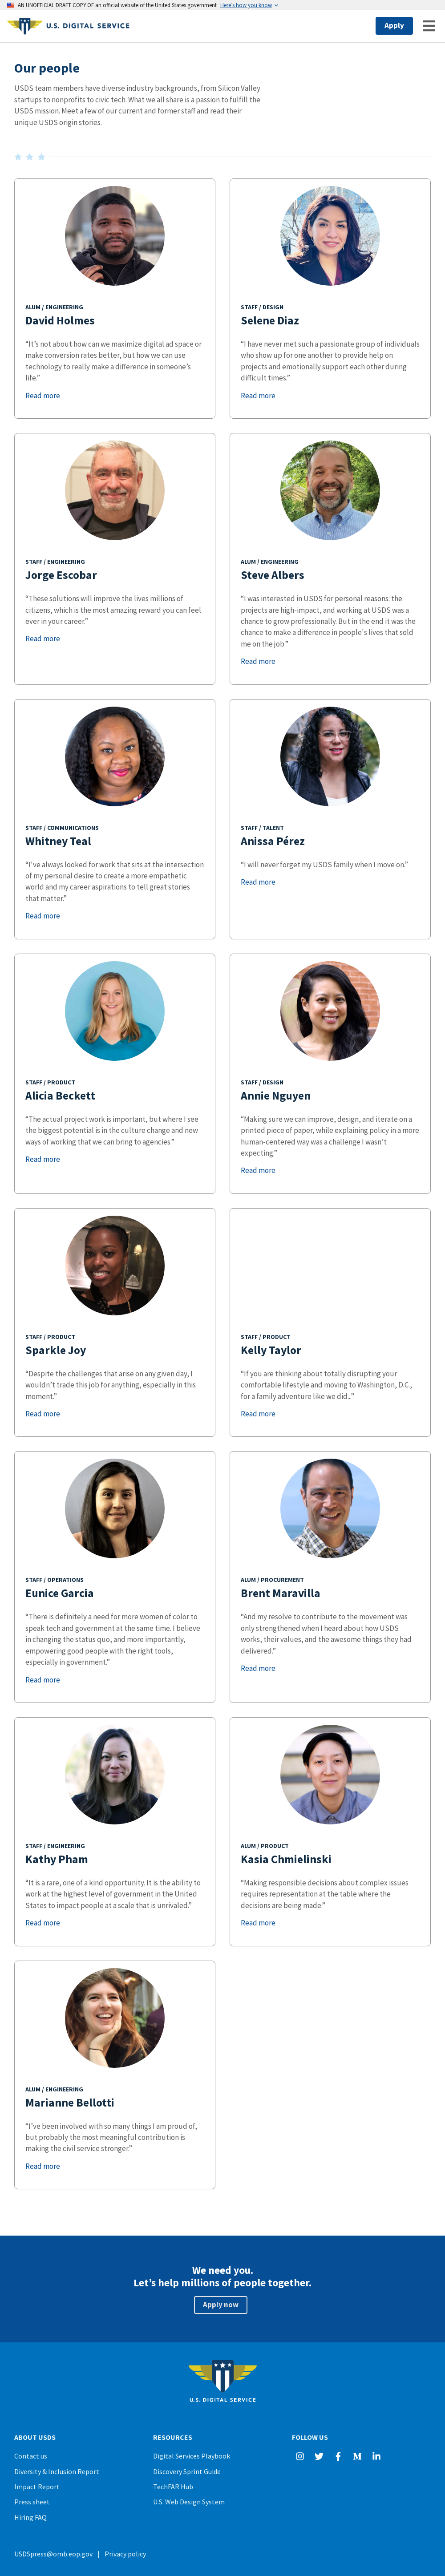 AN UNOFFICIAL DRAFT COPY OF an official website of the United States government Here's how you know
U.S. DIGITAL SERVICE
Apply
Our people
USDS team members have diverse industry backgrounds, from Silicon Valley
startups to nonprofits to civic tech. What we all share is a passion to fulfill the
USDS mission. Meet a few of our current and former staff and read their
unique USDS origin stories.
ALUM / ENGINEERING
David Holmes
“It’s not about how can we maximize digital ad space or
make conversion rates better, but how we can use
technology to really make a difference in someone’s
life.”
Read more
STAFF / DESIGN
Selene Diaz
“I have never met such a passionate group of individuals
who show up for one another to provide help on
projects and emotionally support each other during
difficult times.”
Read more
STAFF / ENGINEERING
Jorge Escobar
“These solutions will improve the lives millions of
citizens, which is the most amazing reward you can feel
ever in your career.”
Read more
ALUM / ENGINEERING
Steve Albers
“I was interested in USDS for personal reasons: the
projects are high-impact, and working at USDS was a
chance to grow professionally. But in the end it was the
chance to make a difference in people's lives that sold
me on the job.”
Read more
STAFF / COMMUNICATIONS
Whitney Teal
“I've always looked for work that sits at the intersection
of my personal desire to create a more empathetic
world and my career aspirations to tell great stories
that matter.”
Read more
STAFF / TALENT
Anissa Pérez
“I will never forget my USDS family when I move on.”
Read more
STAFF / PRODUCT
Alicia Beckett
“The actual project work is important, but where I see
the biggest potential is in the culture change and new
ways of working that we can bring to agencies.”
Read more
STAFF / DESIGN
Annie Nguyen
“Making sure we can improve, design, and iterate on a
printed piece of paper, while explaining policy in a more
human-centered way was a challenge I wasn’t
expecting.”
Read more
STAFF / PRODUCT
Sparkle Joy
“Despite the challenges that arise on any given day, I
wouldn’t trade this job for anything, especially in this
moment.”
Read more
STAFF / PRODUCT
Kelly Taylor
“If you are thinking about totally disrupting your
comfortable lifestyle and moving to Washington, D.C.,
for a family adventure like we did...”
Read more
STAFF / OPERATIONS
Eunice Garcia
“There is definitely a need for more women of color to
speak tech and government at the same time. I believe
in changing the status quo, and more importantly,
empowering good people with the right tools,
especially in government.”
Read more
ALUM / PROCUREMENT
Brent Maravilla
“And my resolve to contribute to the movement was
only strengthened when I heard about how USDS
works, their values, and the awesome things they had
delivered.”
Read more
STAFF / ENGINEERING
Kathy Pham
“It is a rare, one of a kind opportunity. It is the ability to
work at the highest level of government in the United
States to impact people at a scale that is unrivaled.”
Read more
ALUM / PRODUCT
Kasia Chmielinski
“Making responsible decisions about complex issues
requires representation at the table where the
decisions are being made.”
Read more
ALUM / ENGINEERING
Marianne Bellotti
“I’ve been involved with so many things I am proud of,
but probably the most meaningful contribution is
making the civil service stronger.”
Read more
We need you.
Let’s help millions of people together.
Apply now
U.S. DIGITAL SERVICE
ABOUT USDS
Contact us
Diversity & Inclusion Report
Impact Report
Press sheet
Hiring FAQ
RESOURCES
Digital Services Playbook
Discovery Sprint Guide
TechFAR Hub
U.S. Web Design System
FOLLOW US
USDSpress@omb.eop.gov | Privacy policy